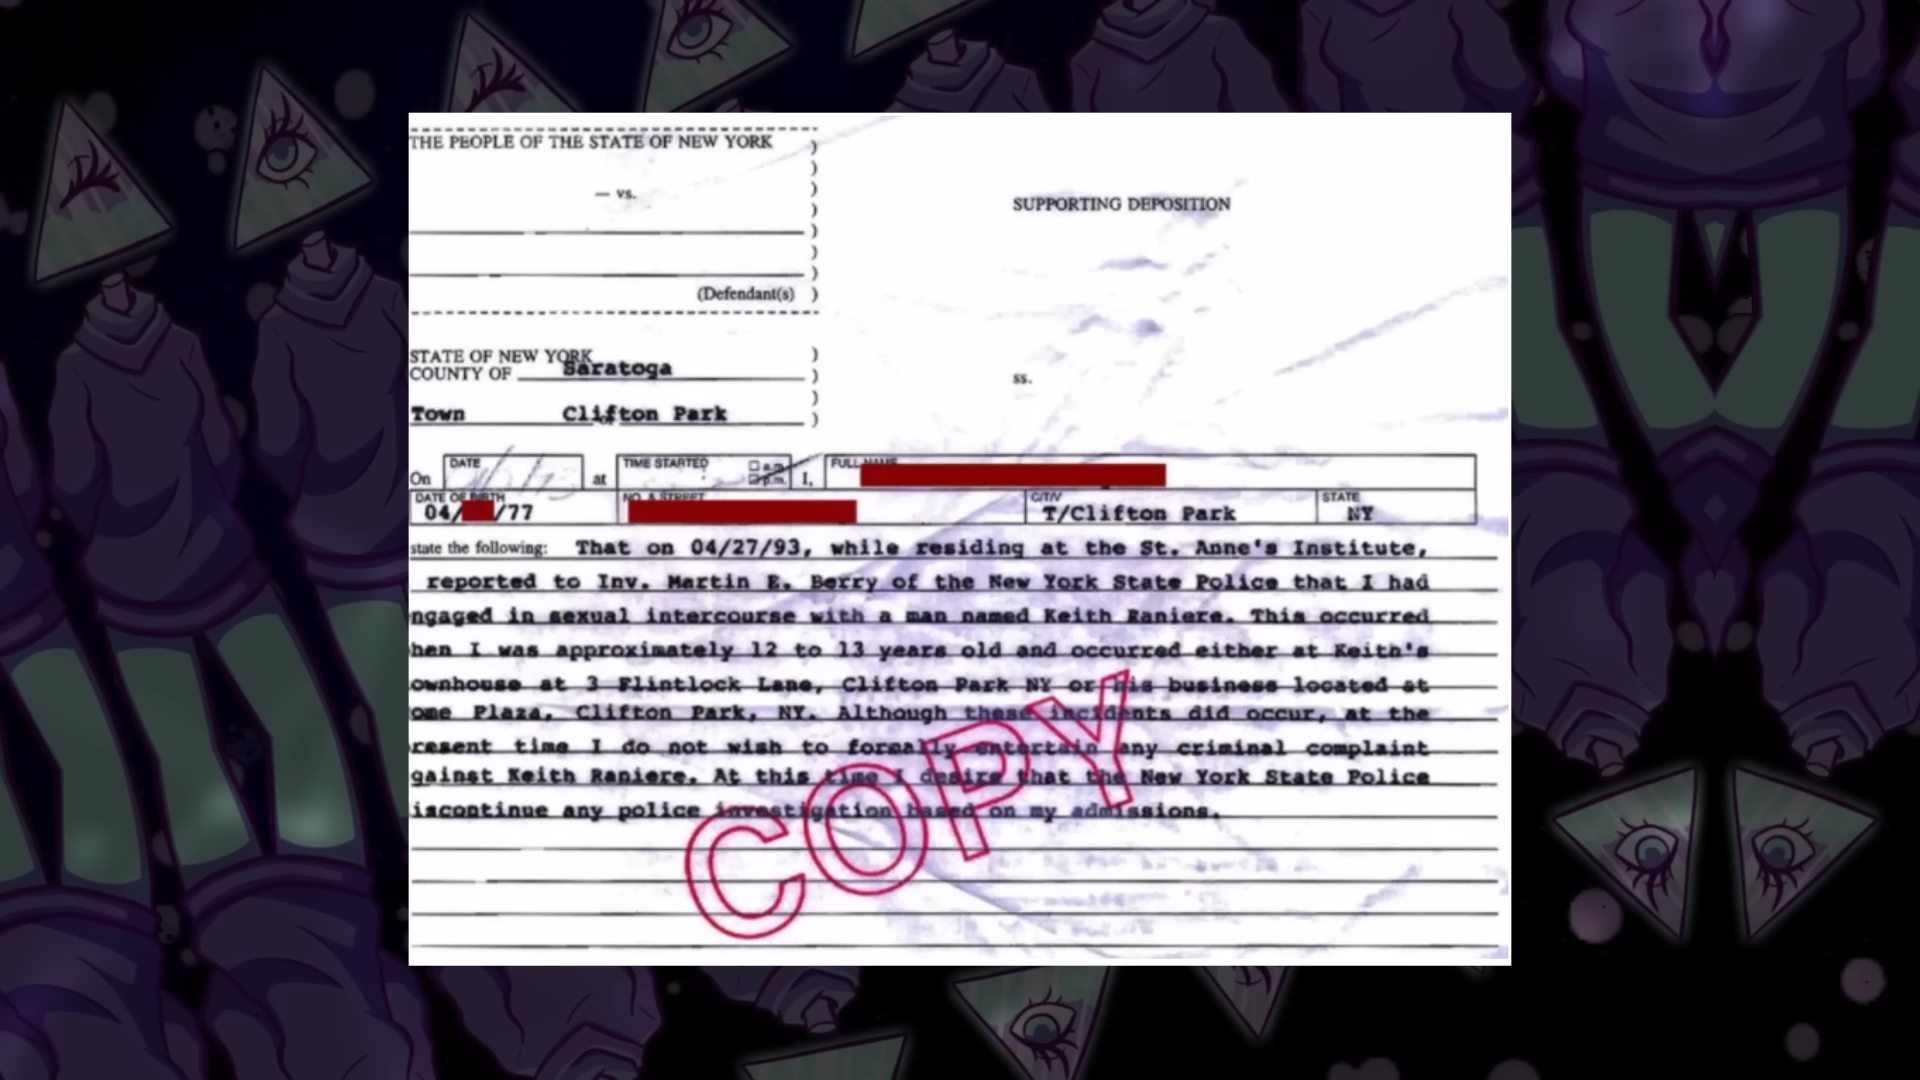 THE PEOPLE OF THE STATE OF NEW YORK )
— vs.
SUPPORTING DEPOSITION
(Defendant(s) )
STATE OF NEW YORK )
COUNTY OF Saratoga )
ss.
Town of Clifton Park )
On DATE at TIME STARTED a.m. p.m. I, FULL NAME
DATE OF BIRTH NO. & STREET C/T/V STATE
04/ /77 T/Clifton Park NY
state the following: That on 04/27/93, while residing at the St. Anne's Institute,
reported to Inv. Martin E. Berry of the New York State Police that I had
ngaged in sexual intercourse with a man named Keith Raniere. This occurred
hen I was approximately 12 to 13 years old and occurred either at Keith's
ownhouse at 3 Flintlock Lane, Clifton Park NY or his business located at
ome Plaza, Clifton Park, NY. Although these incidents did occur, at the
resent time I do not wish to formally entertain any criminal complaint
gainst Keith Raniere. At this time I desire that the New York State Police
iscontinue any police investigation based on my admissions.
COPY